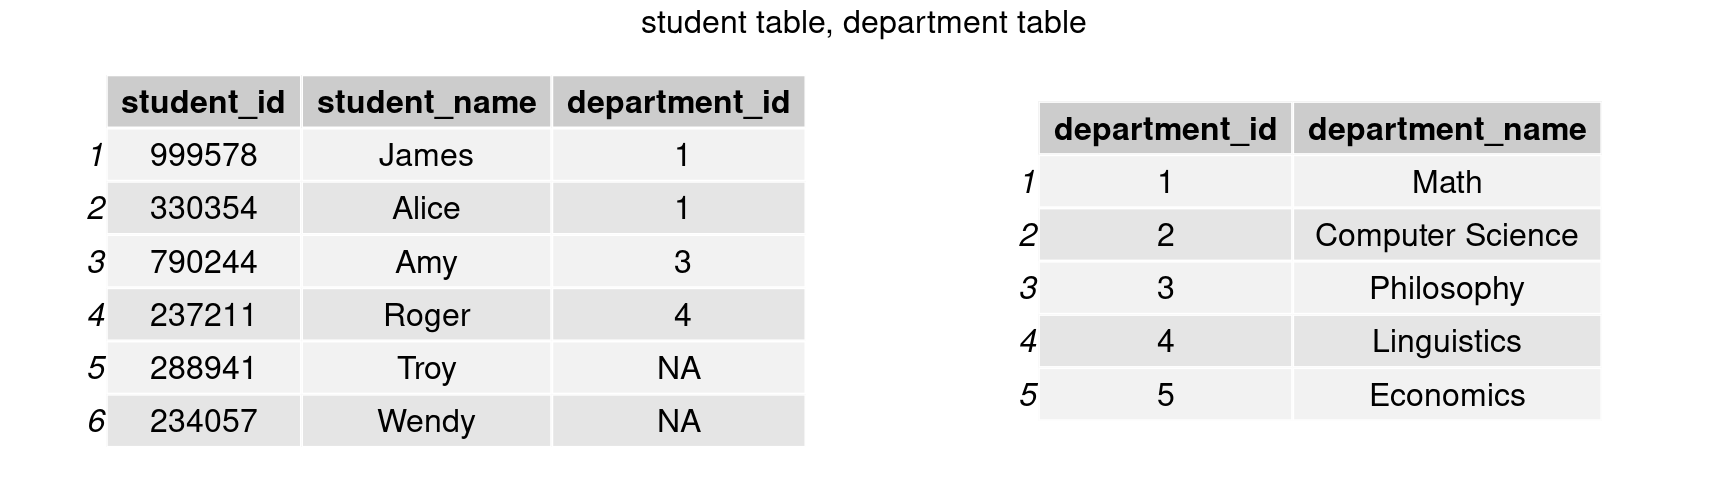 student table, department table
student_id student_name department_id
1 999578 James 1
2 330354 Alice 1
3 790244 Amy 3
4 237211 Roger 4
5 288941 Troy NA
6 234057 Wendy NA
department_id department_name
1 1 Math
2 2 Computer Science
3 3 Philosophy
4 4 Linguistics
5 5 Economics